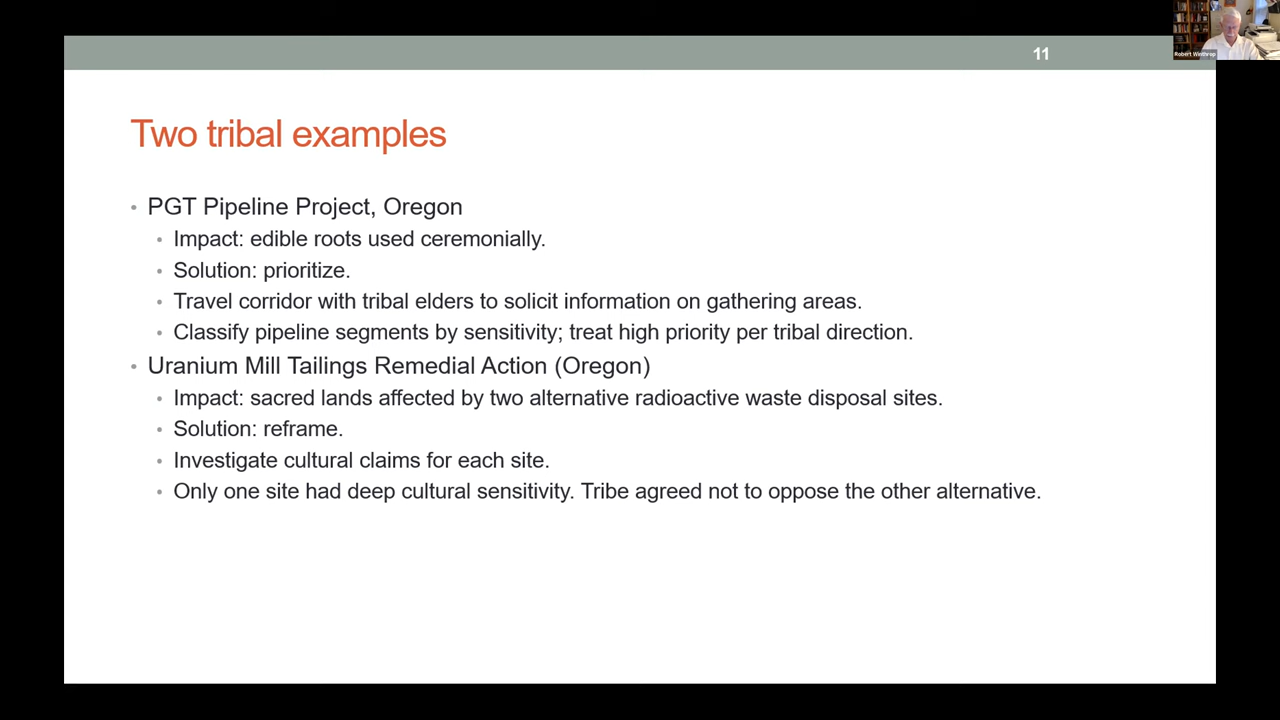 11
Robert Winthrop
Two tribal examples
• PGT Pipeline Project, Oregon
• Impact: edible roots used ceremonially.
• Solution: prioritize.
• Travel corridor with tribal elders to solicit information on gathering areas.
• Classify pipeline segments by sensitivity; treat high priority per tribal direction.
• Uranium Mill Tailings Remedial Action (Oregon)
• Impact: sacred lands affected by two alternative radioactive waste disposal sites.
• Solution: reframe.
• Investigate cultural claims for each site.
• Only one site had deep cultural sensitivity. Tribe agreed not to oppose the other alternative.